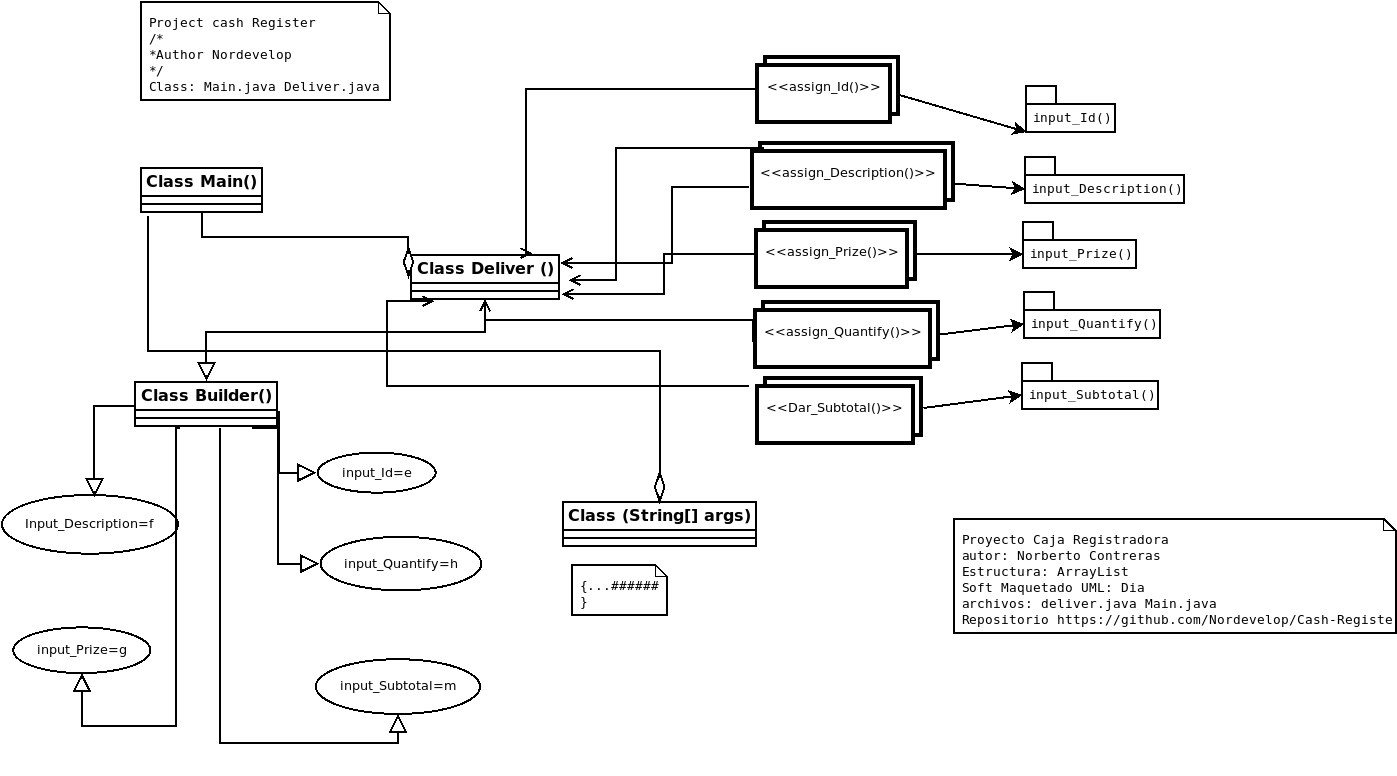 Project cash Register
/*
*Author Nordevelop
*/
Class: Main.java Deliver.java
<<assign_Id()>>
input_Id()
<<assign_Description()>>
input_Description()
Class Main()
<<assign_Prize()>>
input_Prize()
Class Deliver ()
<<assign_Quantify()>>
input_Quantify()
Class Builder()
<<Dar_Subtotal()>>
input_Subtotal()
input_Id=e
Input_Description=f
Class (String[] args)
input_Quantify=h
{...######
}
Proyecto Caja Registradora
autor: Norberto Contreras
Estructura: ArrayList
Soft Maquetado UML: Dia
archivos: deliver.java Main.java
Repositorio https://github.com/Nordevelop/Cash-Registe
input_Prize=g
input_Subtotal=m